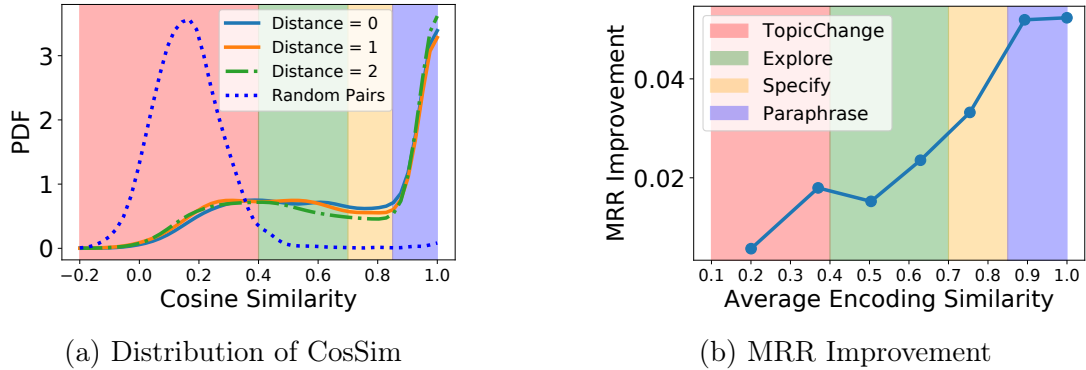 PDF
3
2
1
0
Distance = 0
Distance = 1
Distance = 2
Random Pairs
−0.2 0.0 0.2 0.4 0.6 0.8 1.0
Cosine Similarity
(a) Distribution of CosSim
MRR Improvement
0.04
0.02
TopicChange
Explore
Specify
Paraphrase
0.1 0.2 0.3 0.4 0.5 0.6 0.7 0.8 0.9 1.0
Average Encoding Similarity
(b) MRR Improvement